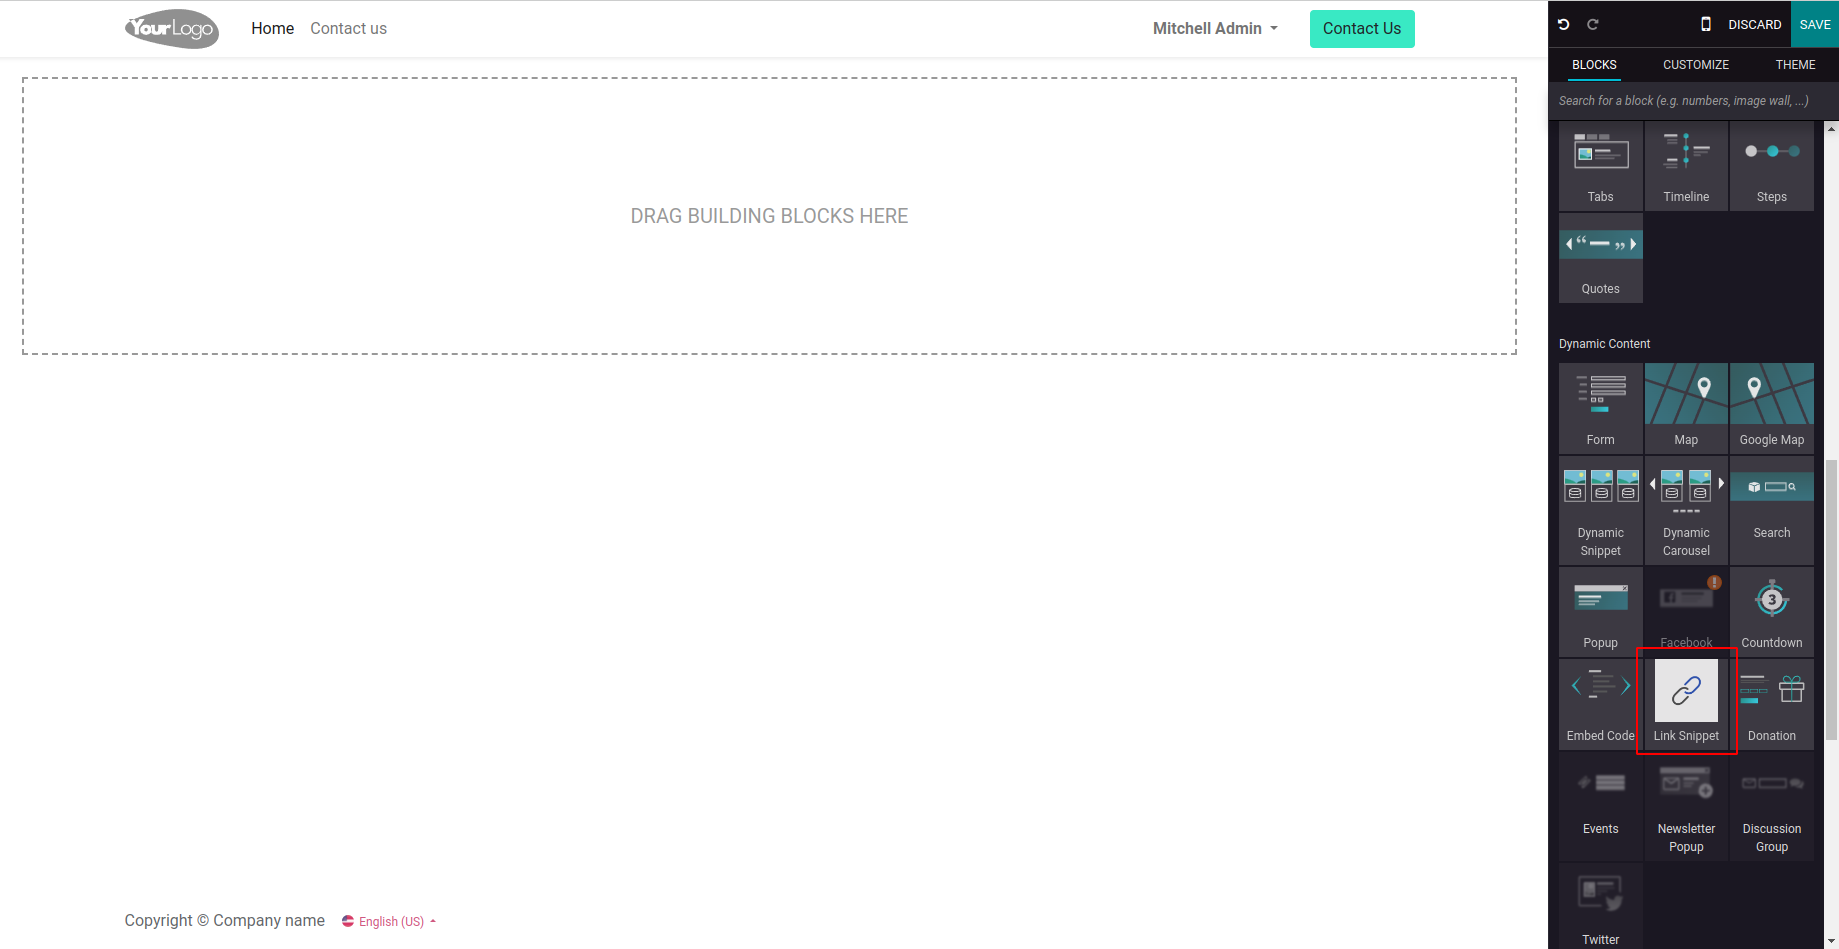 YourLogo
Home
Contact us
Mitchell Admin
Contact Us
DRAG BUILDING BLOCKS HERE
Copyright © Company name
English (US)
DISCARD
SAVE
BLOCKS
CUSTOMIZE
THEME
Search for a block (e.g. numbers, image wall, ...)
Tabs
Timeline
Steps
Quotes
Dynamic Content
Form
Map
Google Map
Dynamic
Snippet
Dynamic
Carousel
Search
Popup
Facebook
3
Countdown
Embed Code
Link Snippet
Donation
Events
Newsletter
Popup
Discussion
Group
Twitter